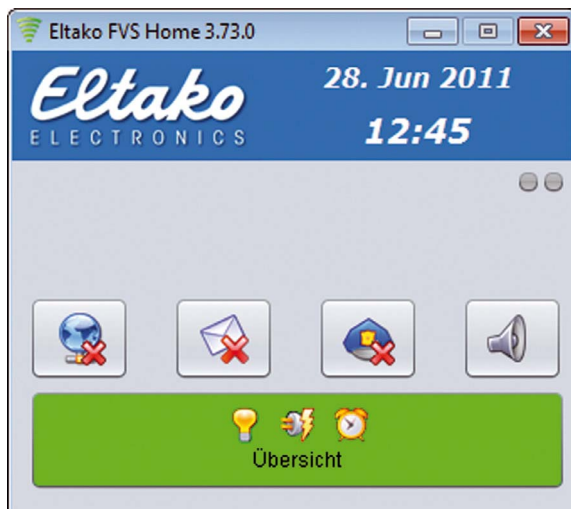 Eltako FVS Home 3.73.0
Eltako
ELECTRONICS
28. Jun 2011
12:45
Übersicht